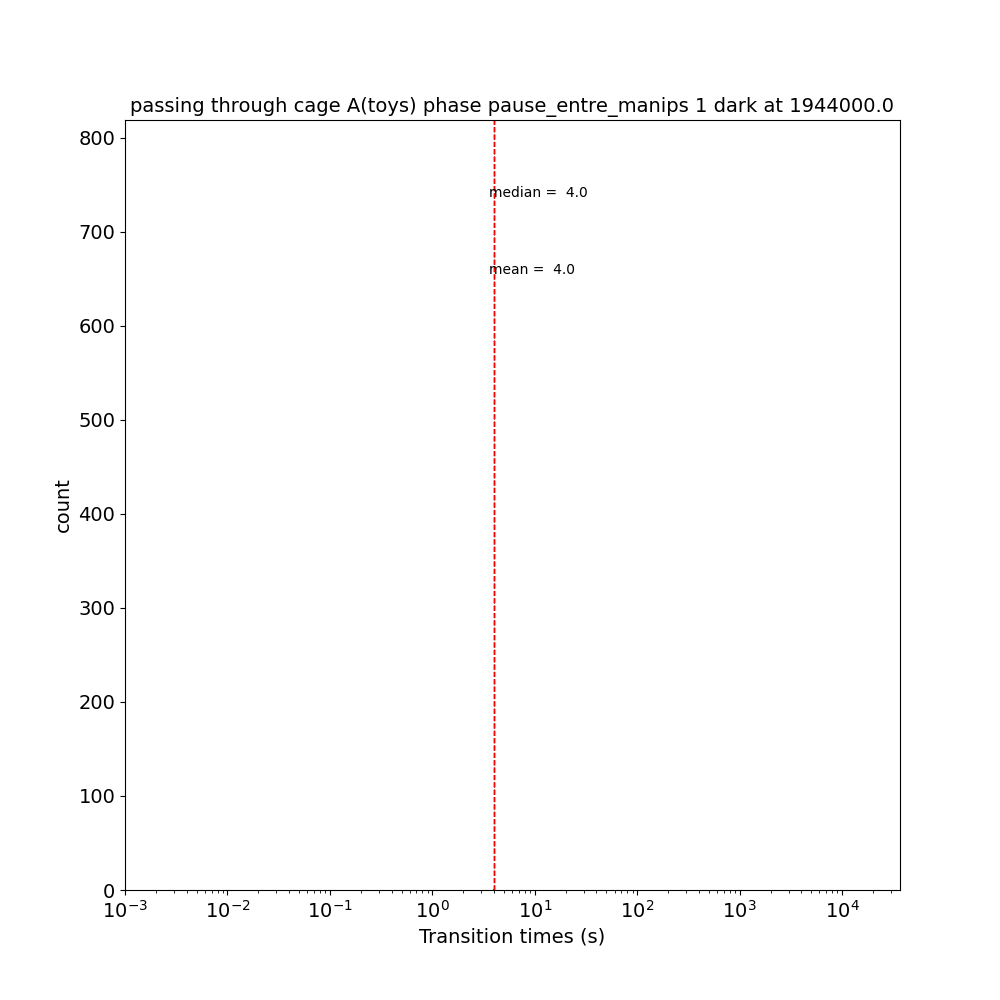 passing through cage A(toys) phase pause_entre_manips 1 dark at 1944000.0
800
median =  4.0
700
mean =  4.0
600
500
400
300
200
100
0
count
10⁻³ 10⁻² 10⁻¹ 10⁰ 10¹ 10² 10³ 10⁴
Transition times (s)